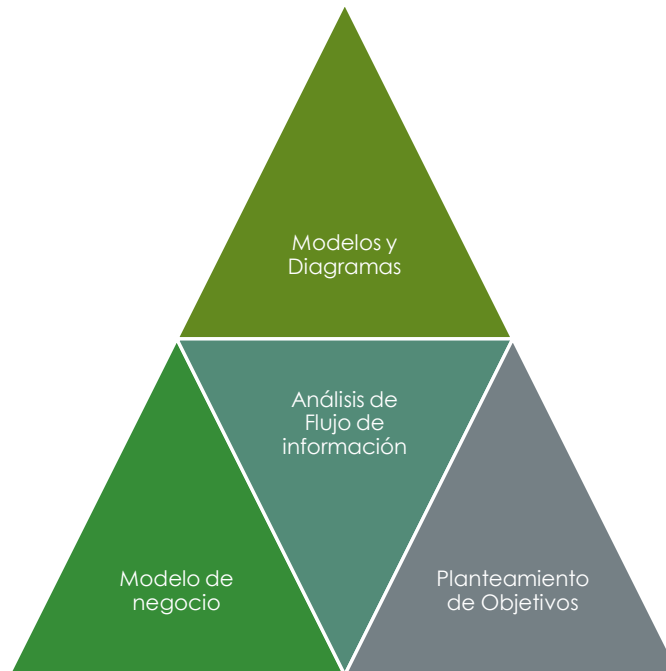 Modelos y
Diagramas
Análisis de
Flujo de
información
Modelo de
negocio
Planteamiento
de Objetivos